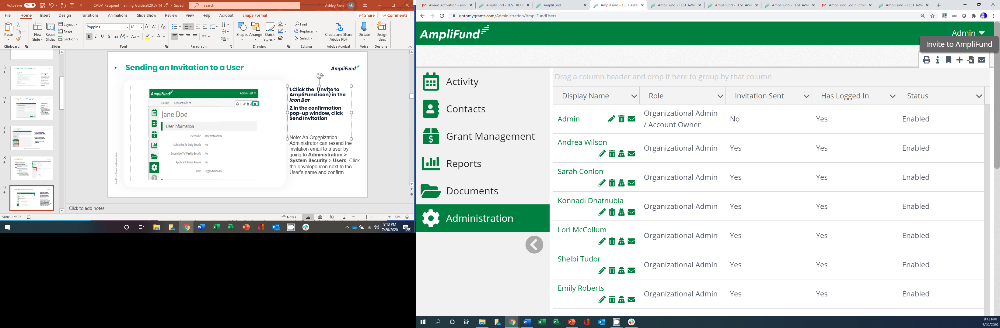 AutoSave On ICADV_Recipient_Training_Guide.2020.07.14 - Saved Search Ashley Ross AR
File Home Insert Design Transitions Animations Slide Show Review View Help Acrobat Shape Format Share Comments
Paste New Slide Reuse Slides Layout Reset Section Poppins 18 Shapes Arrange Quick Styles Find Replace Select Create and Share Adobe PDF Dictate Design Ideas
Clipboard Slides Font Paragraph Drawing Editing Adobe Acrobat Voice Designer
5
6
7
8
9
Sending an Invitation to a User
AmpliFund
AmpliFund
Admin Test
Details Contact Info
Jane Doe
User Information
Username ardemoteam+6
Subscribe To Daily Emails No
Subscribe To Weekly Emails No
Applicant Portal Access No
Role Organizational A
AmpliFund Corporate Presentation
1.Click the (Invite to
AmpliFund icon) in the
Icon Bar
2.In the confirmation
pop-up window, click
Send Invitation
Note: An Organization
Administrator can resend the
invitation email to a user by
going to Administration >
System Security > Users. Click
the envelope icon next to the
User's name and confirm.
Click to add notes
Slide 9 of 25 Notes 67%
9:13 PM
7/20/2020
39
Award Activation - arde AmpliFund - TEST RECI AmpliFund AmpliFund - TEST AWA AmpliFund - TEST AWA AmpliFund - TEST AWA AmpliFund - TEST AWA AmpliFund Login Inform AmpliFund - TEST AWA
gotomygrants.com/Administration/AmpliFundUsers
AmpliFund
Admin
Invite to AmpliFund
Activity
Contacts
Grant Management
Reports
Documents
Administration
Drag a column header and drop it here to group by that column
Display Name Role Invitation Sent Has Logged In Status
Admin Organizational Admin / Account Owner No Yes Enabled
Andrea Wilson Organizational Admin Yes Yes Enabled
Sarah Conlon Organizational Admin Yes Yes Enabled
Konnadi Dhatnubia Organizational Admin Yes Yes Enabled
Lori McCollum Organizational Admin Yes Yes Enabled
Shelbi Tudor Organizational Admin Yes Yes Enabled
Emily Roberts Organizational Admin Yes Yes Enabled
9:13 PM
7/20/2020